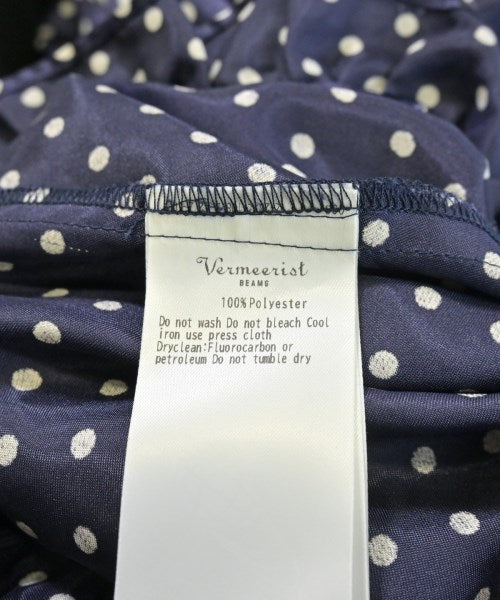 Vermeerist
BEAMS
100%Polyester
Do not wash Do not bleach Cool
iron use press cloth
Dryclean:Fluorocarbon or
petroleum Do not tumble dry